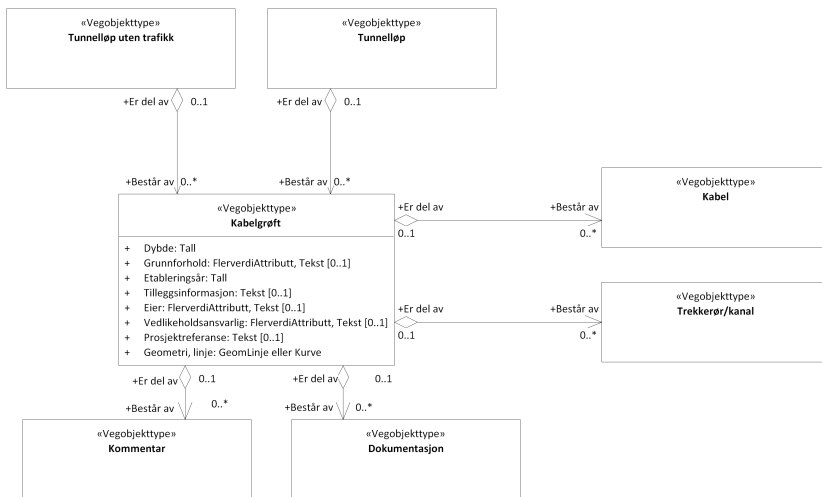 «Vegobjekttype»
Tunnelløp uten trafikk
«Vegobjekttype»
Tunnelløp
+Er del av 0..1
+Er del av 0..1
+Består av 0..*
+Består av 0..*
«Vegobjekttype»
Kabelgrøft
+ Dybde: Tall
+ Grunnforhold: FlerverdiAttributt, Tekst [0..1]
+ Etableringsår: Tall
+ Tilleggsinformasjon: Tekst [0..1]
+ Eier: FlerverdiAttributt, Tekst [0..1]
+ Vedlikeholdsansvarlig: FlerverdiAttributt, Tekst [0..1]
+ Prosjektreferanse: Tekst [0..1]
+ Geometri, linje: GeomLinje eller Kurve
+Er del av
0..1
+Består av
0..*
«Vegobjekttype»
Kabel
+Er del av
0..1
+Består av
0..*
«Vegobjekttype»
Trekkerør/kanal
+Er del av 0..1
+Er del av 0..1
+Består av 0..*
+Består av 0..*
«Vegobjekttype»
Kommentar
«Vegobjekttype»
Dokumentasjon